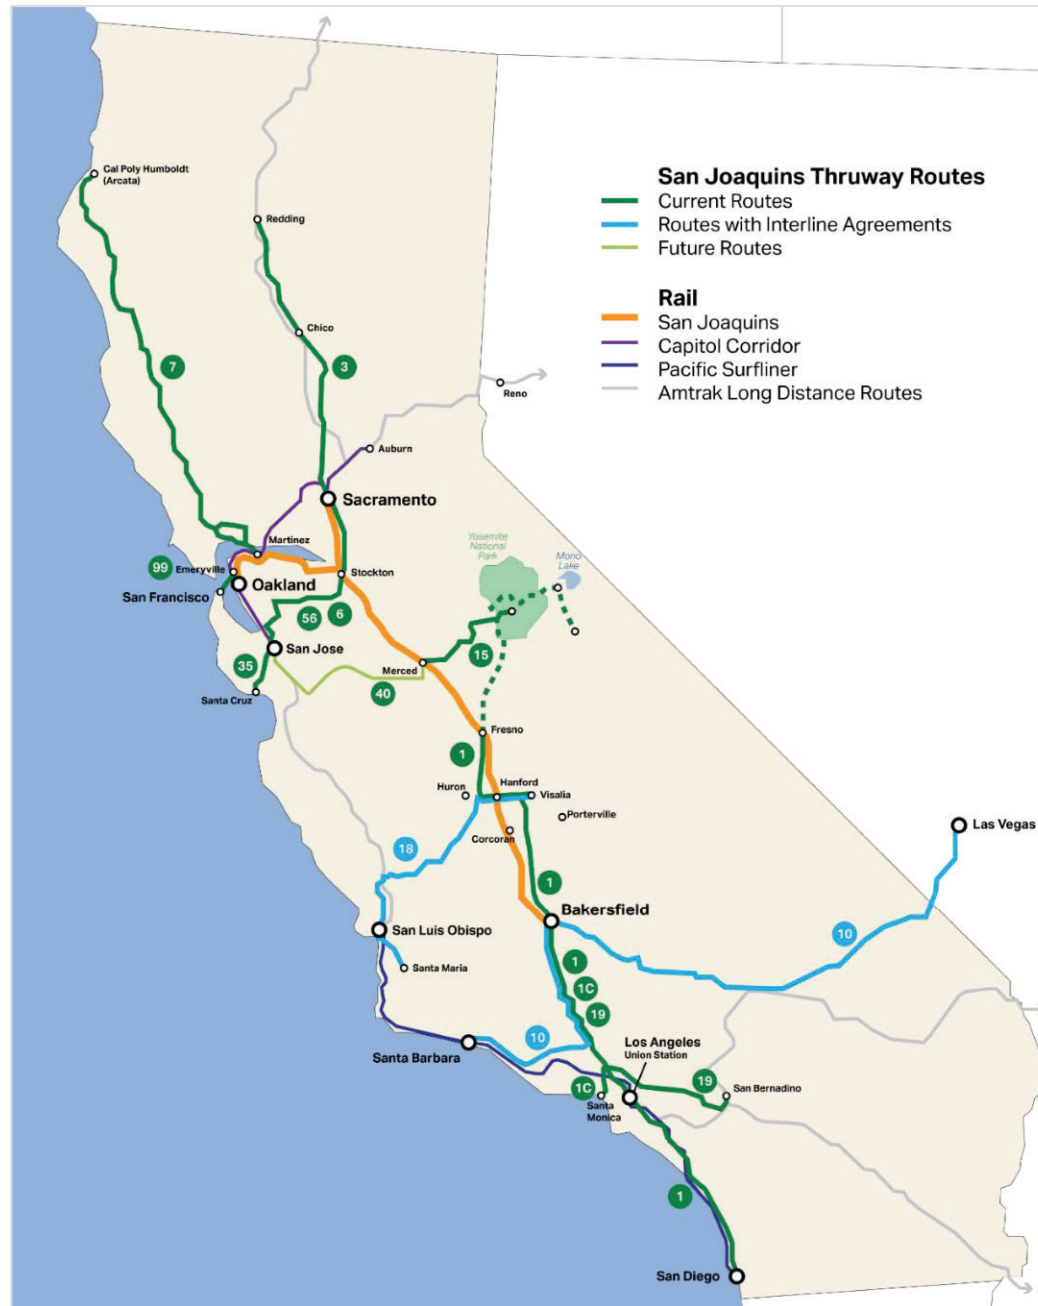 San Joaquins Thruway Routes
Current Routes
Routes with Interline Agreements
Future Routes
Rail
San Joaquins
Capitol Corridor
Pacific Surfliner
Amtrak Long Distance Routes
Cal Poly Humboldt
(Arcata)
Redding
Chico
7
3
Reno
Auburn
Sacramento
Martinez
Yosemite
National
Park
Mono
Lake
99
Emeryville
Oakland
Stockton
San Francisco
56
6
San Jose
15
35
Merced
40
Santa Cruz
Fresno
1
Huron
Hanford
Visalia
Porterville
Corcoran
Las Vegas
18
1
Bakersfield
San Luis Obispo
10
Santa Maria
1
1C
19
10
Los Angeles
Union Station
Santa Barbara
1C
19
San Bernadino
Santa
Monica
1
San Diego